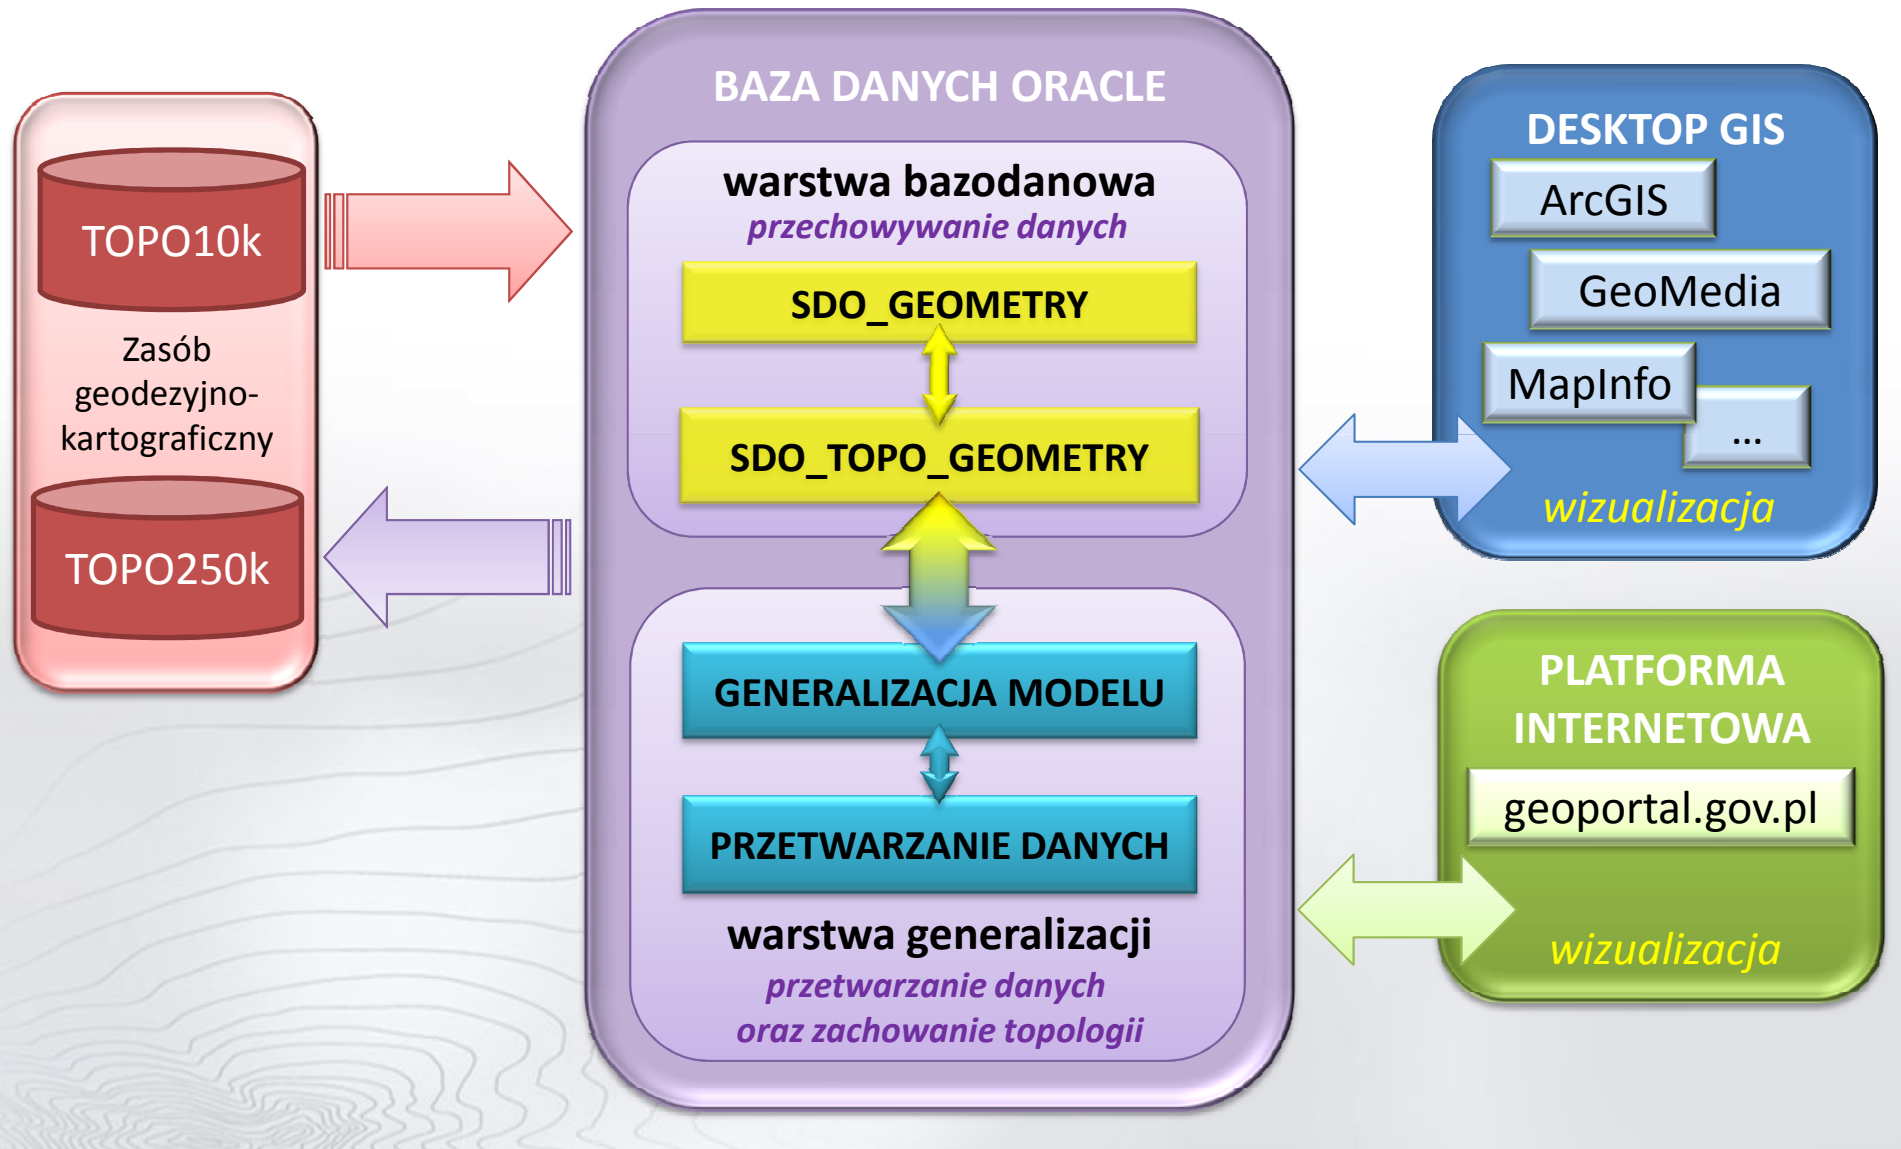 TOPO10k
Zasób
geodezyjno-
kartograficzny
TOPO250k
BAZA DANYCH ORACLE
warstwa bazodanowa
przechowywanie danych
SDO_GEOMETRY
SDO_TOPO_GEOMETRY
GENERALIZACJA MODELU
PRZETWARZANIE DANYCH
warstwa generalizacji
przetwarzanie danych
oraz zachowanie topologii
DESKTOP GIS
ArcGIS
GeoMedia
MapInfo
...
wizualizacja
PLATFORMA
INTERNETOWA
geoportal.gov.pl
wizualizacja